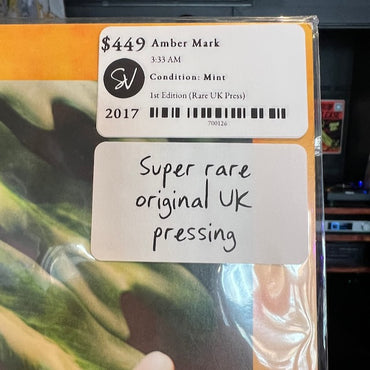 $449 Amber Mark
3:33 AM
SV Condition: Mint
1st Edition (Rare UK Press)
2017
700126
Super rare
original UK
pressing